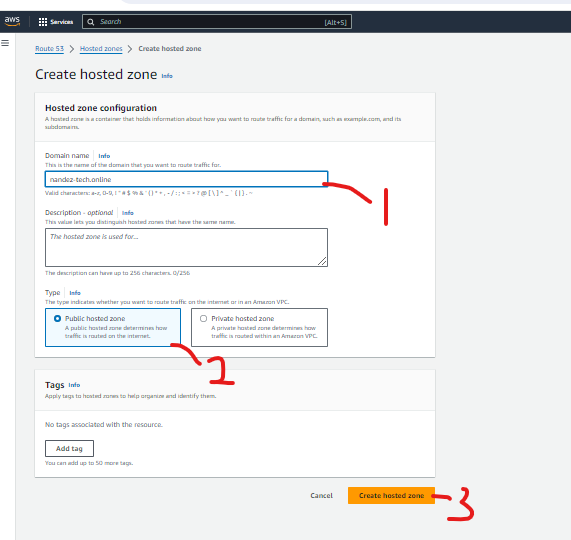 aws
Services
Search
[Alt+S]
Route 53 > Hosted zones > Create hosted zone
Create hosted zone Info
Hosted zone configuration
A hosted zone is a container that holds information about how you want to route traffic for a domain, such as example.com, and its
subdomains.
Domain name | Info
This is the name of the domain that you want to route traffic for.
nandez-tech.online
1
Valid characters: a-z, 0-9, ! " # $ % & ' ( ) * + , - / : ; < = > ? @ [ \ ] ^ _ ` { | } . ~
Description - optional | Info
This value lets you distinguish hosted zones that have the same name.
The hosted zone is used for...
The description can have up to 256 characters. 0/256
Type | Info
The type indicates whether you want to route traffic on the internet or in an Amazon VPC.
Public hosted zone
A public hosted zone determines how
traffic is routed on the internet.
Private hosted zone
A private hosted zone determines how
traffic is routed within an Amazon VPC.
2
Tags Info
Apply tags to hosted zones to help organize and identify them.
No tags associated with the resource.
Add tag
You can add up to 50 more tags.
Cancel
Create hosted zone
3